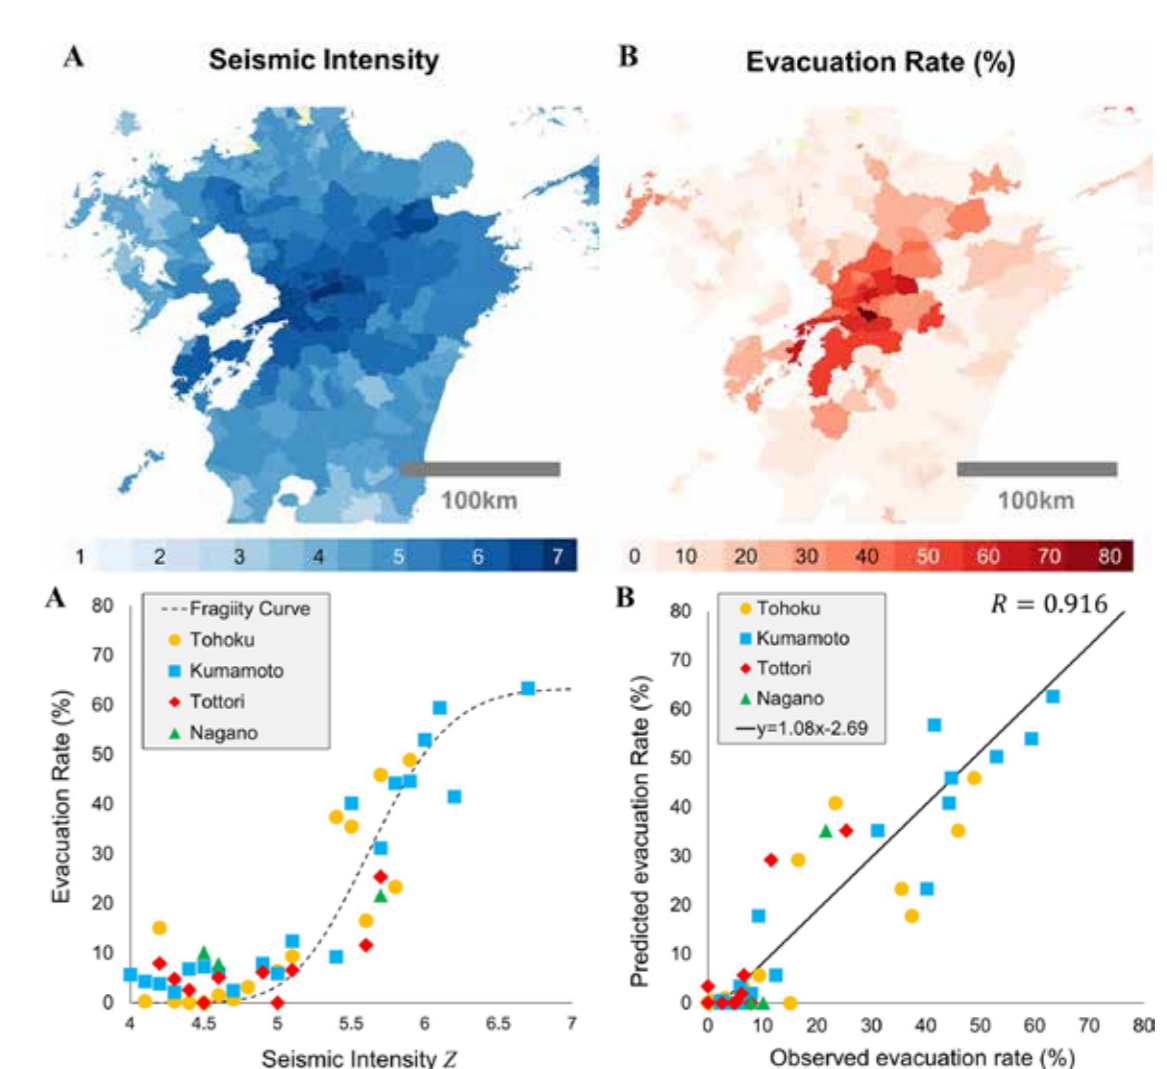 A
Seismic Intensity
B
Evacuation Rate (%)
100km
100km
1 2 3 4 5 6 7
0 10 20 30 40 50 60 70 80
A
80
70
60
50
40
30
20
10
0
Evacuation Rate (%)
Fragiity Curve
Tohoku
Kumamoto
Tottori
Nagano
4 4.5 5 5.5 6 6.5 7
Seismic Intensity Z
B
80
70
60
50
40
30
20
10
0
Predicted evacuation Rate (%)
Tohoku
Kumamoto
Tottori
Nagano
y=1.08x-2.69
R = 0.916
0 10 20 30 40 50 60 70 80
Observed evacuation rate (%)